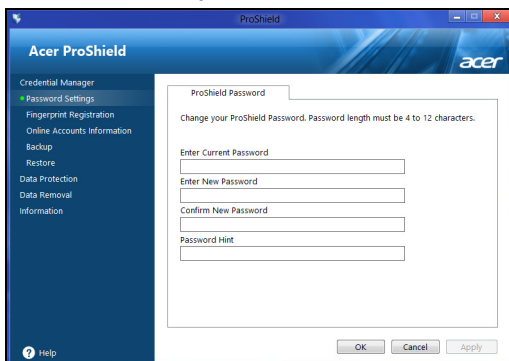 ProShield
Acer ProShield
acer
Credential Manager
Password Settings
Fingerprint Registration
Online Accounts Information
Backup
Restore
Data Protection
Data Removal
Information
ProShield Password
Change your ProShield Password. Password length must be 4 to 12 characters.
Enter Current Password
Enter New Password
Confirm New Password
Password Hint
? Help
OK Cancel Apply